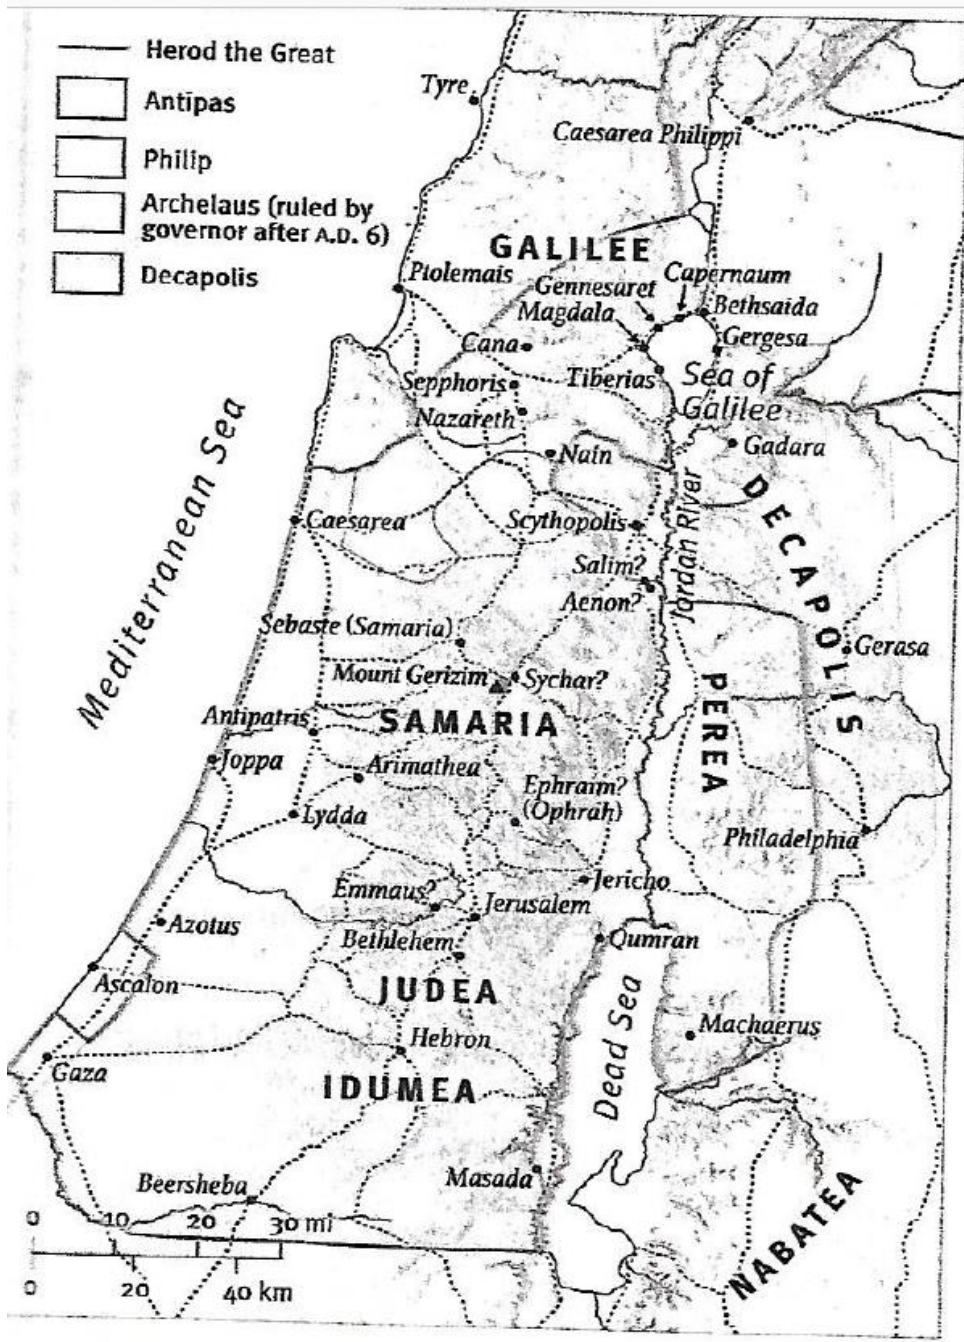 Herod the Great
Antipas
Philip
Archelaus (ruled by
governor after A.D. 6)
Decapolis
Tyre
Caesarea Philippi
GALILEE
Ptolemais
Capernaum
Gennesaret
Bethsaida
Magdala
Gergesa
Cana
Tiberias
Sea of
Galilee
Sepphoris
Nazareth
Gadara
Nain
Mediterranean Sea
Jordan River
DECAPOLIS
Caesarea
Scythopolis
Salim?
Aenon?
Sebaste (Samaria)
Gerasa
Mount Gerizim
Sychar?
PEREA
Antipatris
SAMARIA
Joppa
Arimathea
Ephraim?
(Ophrah)
Lydda
Philadelphia
Emmaus?
Jericho
Jerusalem
Azotus
Bethlehem
Qumran
Ascalon
JUDEA
Dead Sea
Machaerus
Hebron
Gaza
IDUMEA
Masada
Beersheba
NABATEA
0 10 20 30 mi
0 20 40 km